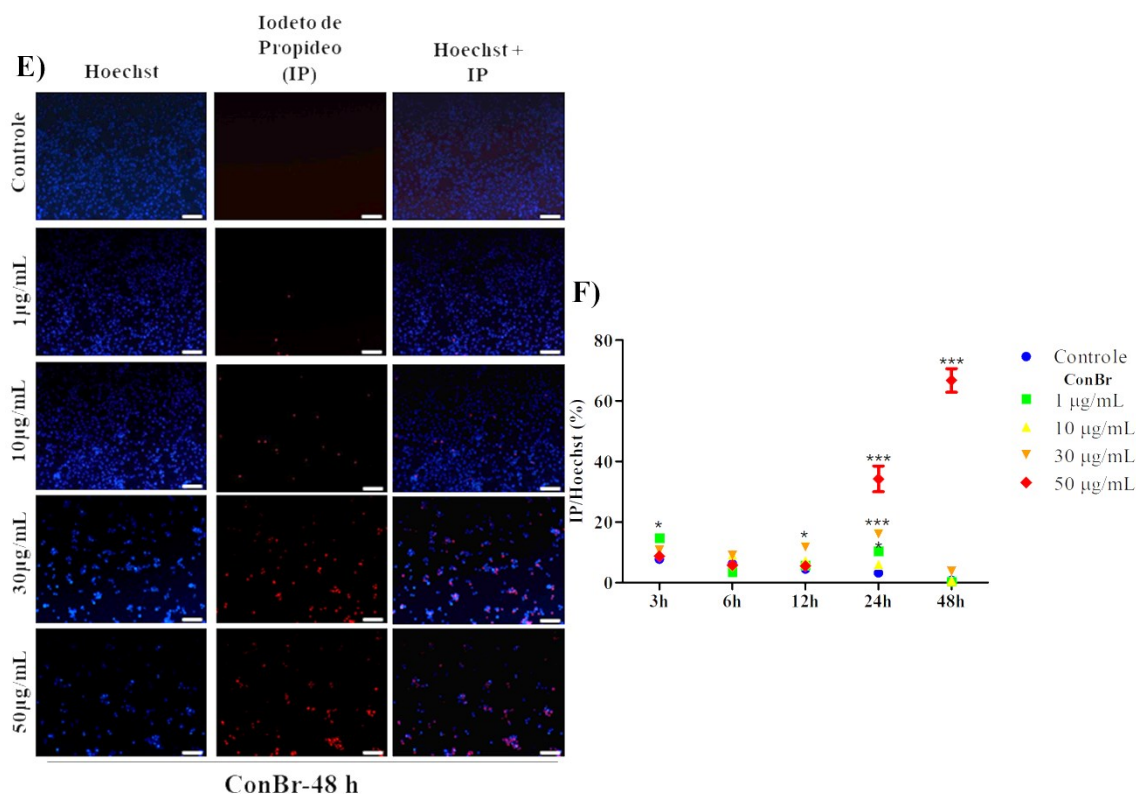 E)
Hoechst
Iodeto de
Propideo
(IP)
Hoechst +
IP
Controle
1µg/mL
10µg/mL
30µg/mL
50µg/mL
ConBr-48 h
F)
IP/Hoechst (%)
80
60
40
20
0
*
*
***
***
*
***
3h
6h
12h
24h
48h
Controle
ConBr
1 µg/mL
10 µg/mL
30 µg/mL
50 µg/mL